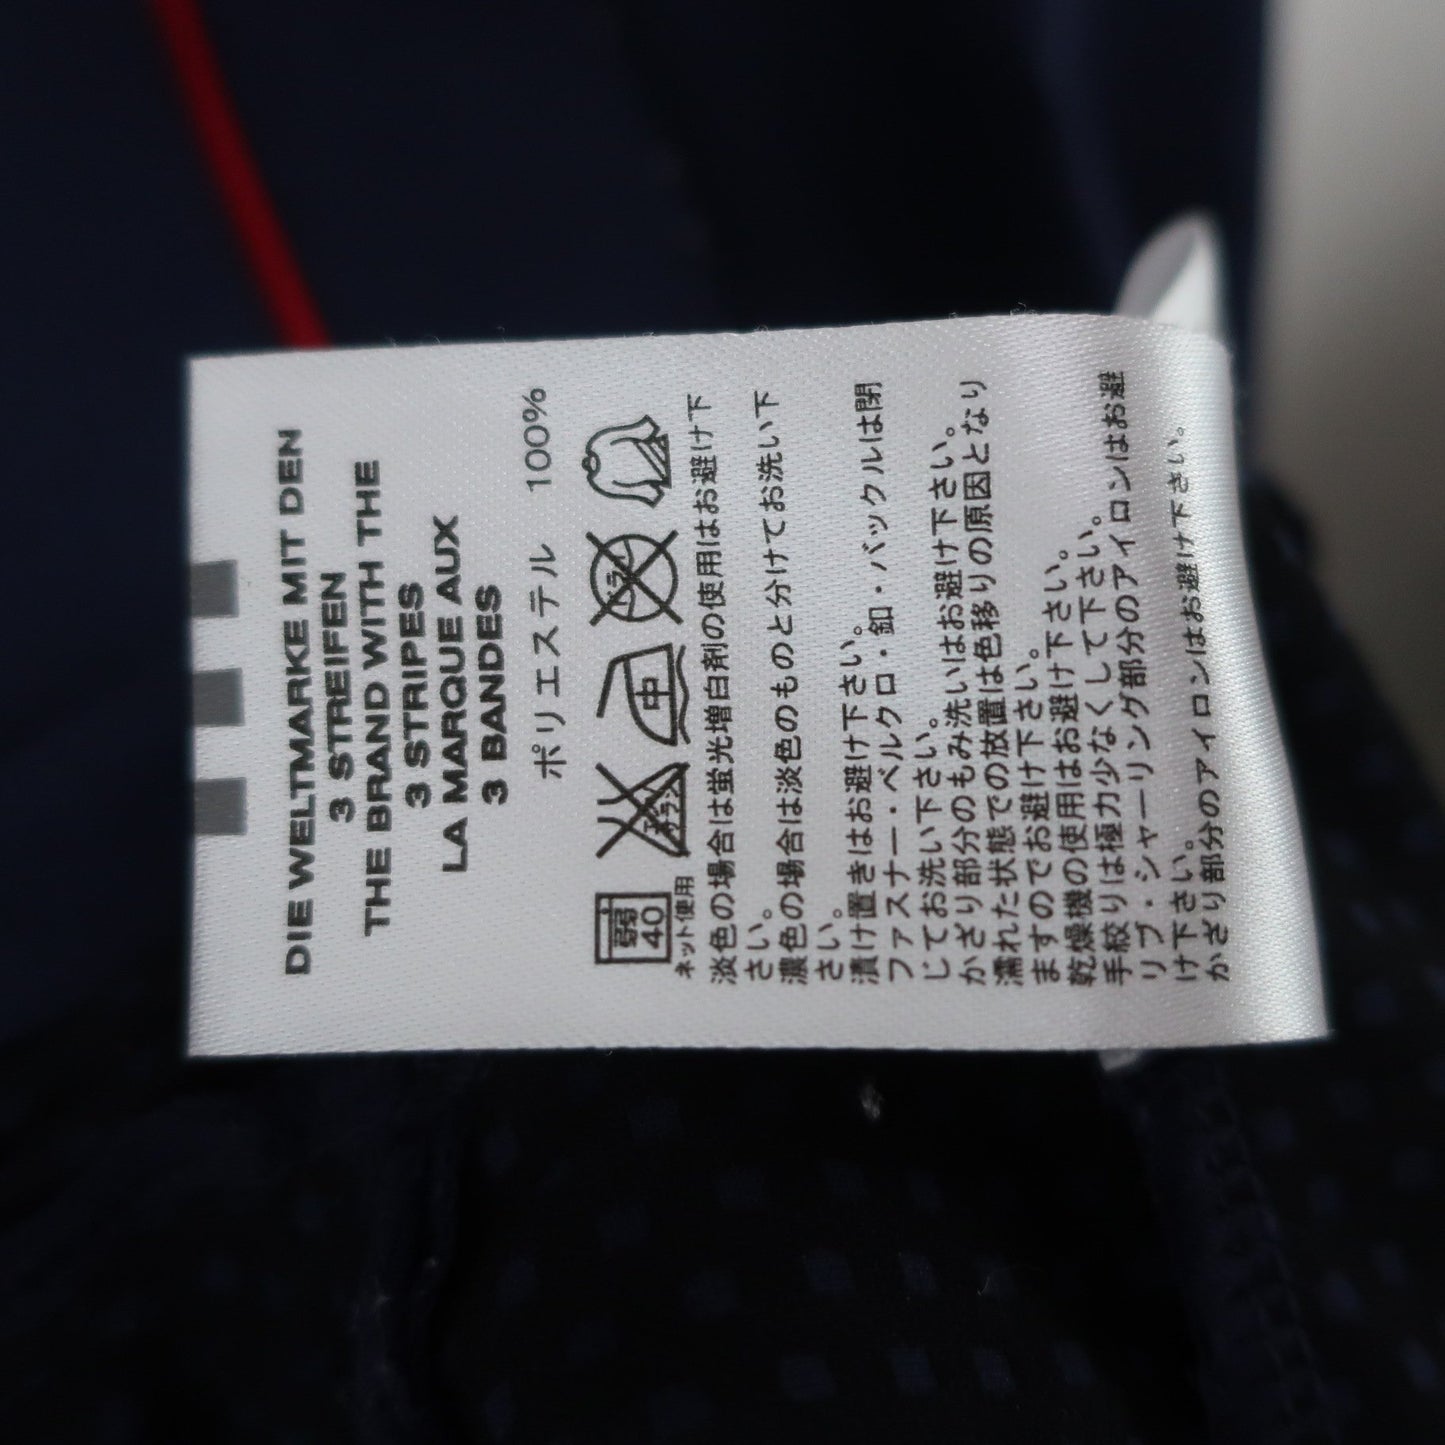 DIE WELTMARKE MIT DEN
3 STREIFEN
THE BRAND WITH THE
3 STRIPES
LA MARQUE AUX
3 BANDES
ポリエステル 100%
弱
40
エンソサラシ
中
ドライ
ネット使用
淡色の場合は蛍光増白剤の使用はお避け下
さい。
濃色の場合は淡色のものと分けてお洗い下
さい。
漬け置きはお避け下さい。
ファスナー・ベルクロ・釦・バックルは閉
じてお洗い下さい。
かざり部分のもみ洗いはお避け下さい。
濡れた状態での放置は色移りの原因となり
ますのでお避け下さい。
乾燥機の使用はお避け下さい。
手絞りは極力少なくして下さい。
リブ・シャーリング部分のアイロンはお避
け下さい。
かざり部分のアイロンはお避け下さい。